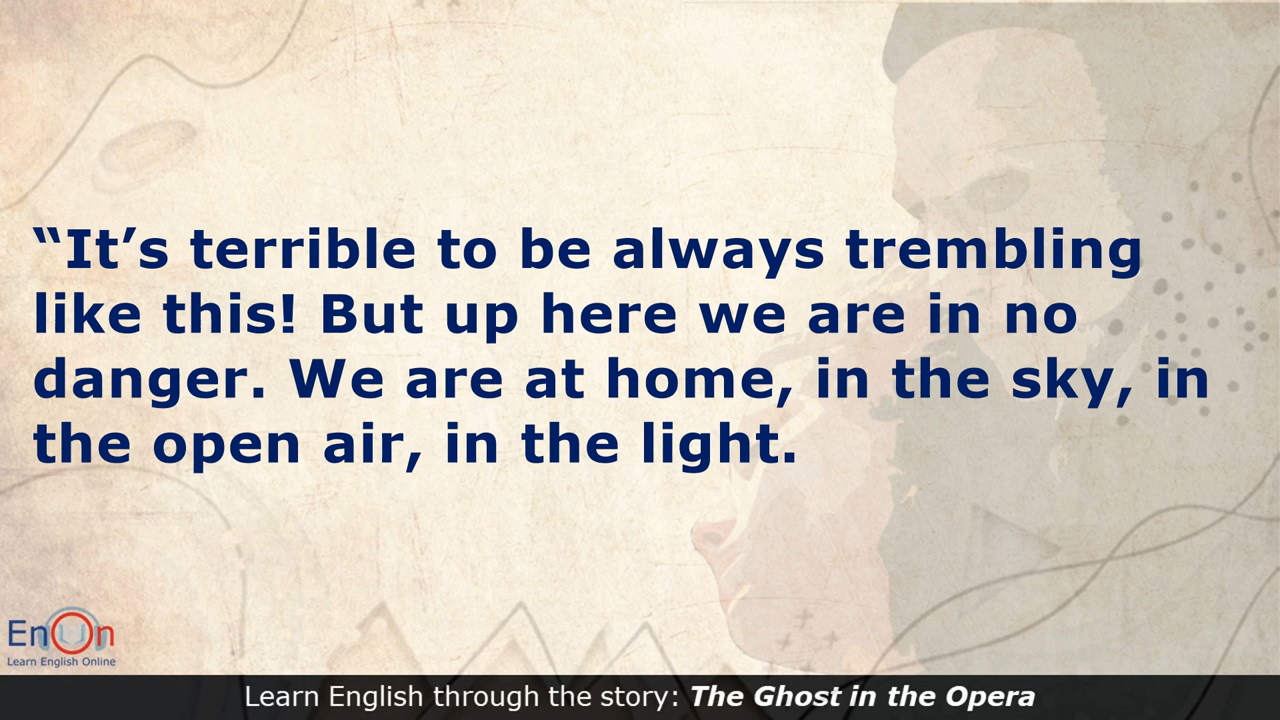 “It’s terrible to be always trembling
like this! But up here we are in no
danger. We are at home, in the sky, in
the open air, in the light.
EnOn
Learn English Online
Learn English through the story: The Ghost in the Opera